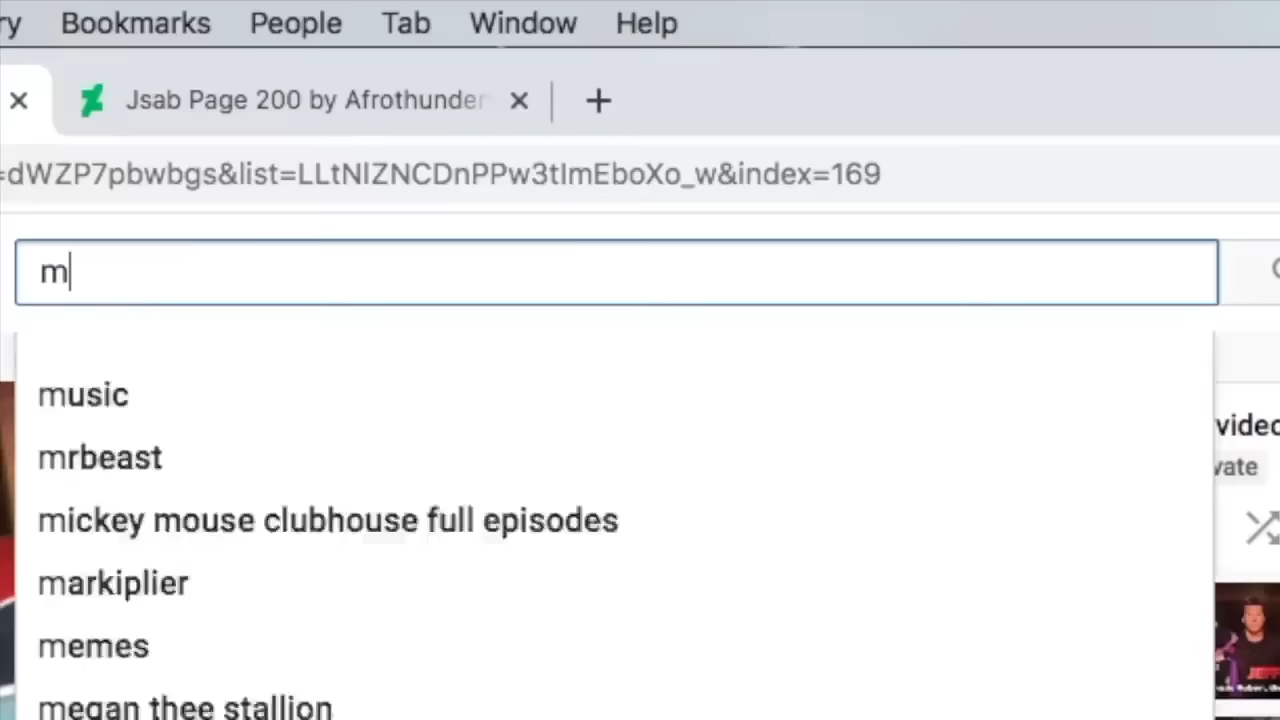 ry Bookmarks People Tab Window Help
Jsab Page 200 by Afrothunder
=dWZP7pbwbgs&list=LLtNIZNCDnPPw3tImEboXo_w&index=169
m
music
mrbeast
mickey mouse clubhouse full episodes
markiplier
memes
megan thee stallion
video
vate